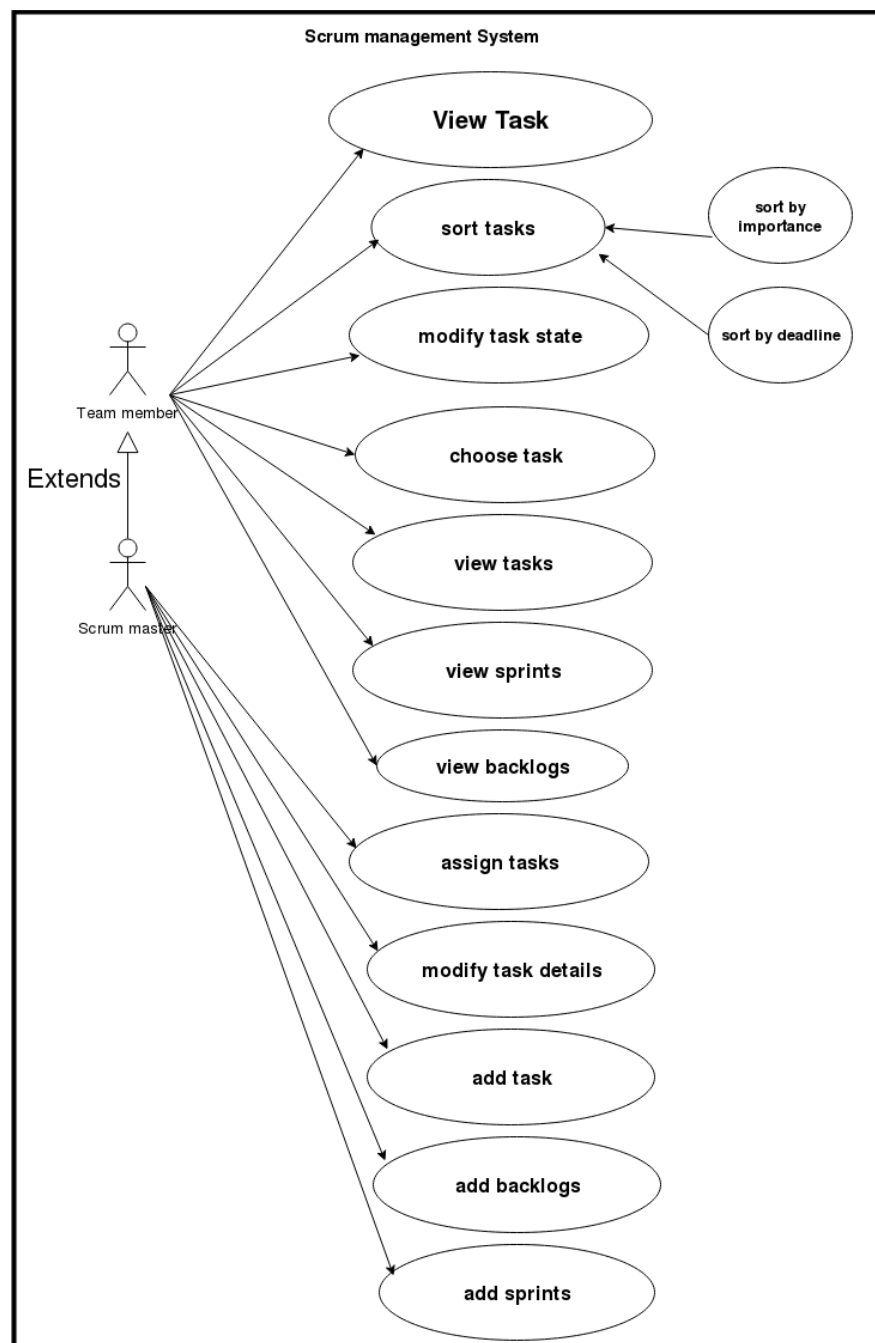 Scrum management System
View Task
sort tasks
sort by
importance
modify task state
sort by deadline
Team member
choose task
Extends
view tasks
Scrum master
view sprints
view backlogs
assign tasks
modify task details
add task
add backlogs
add sprints